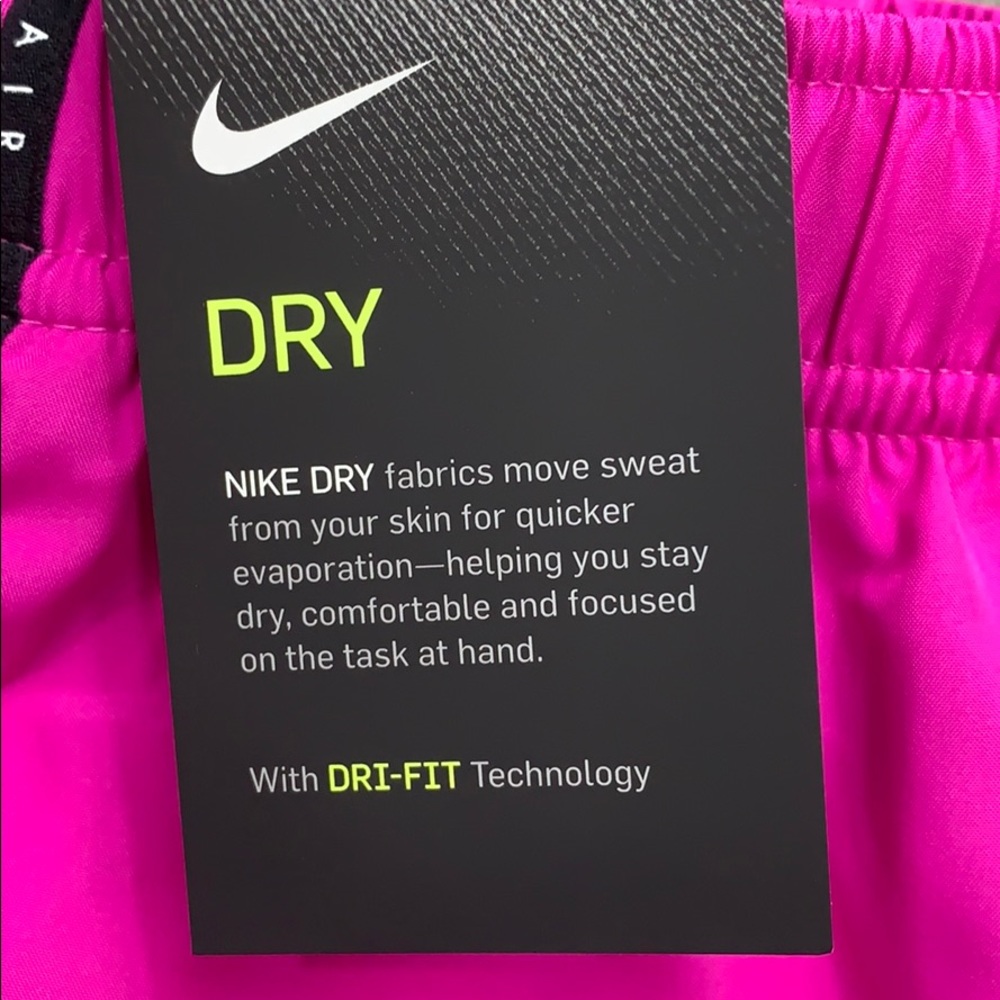 AIR
DRY
NIKE DRY fabrics move sweat
from your skin for quicker
evaporation—helping you stay
dry, comfortable and focused
on the task at hand.
With DRI-FIT Technology